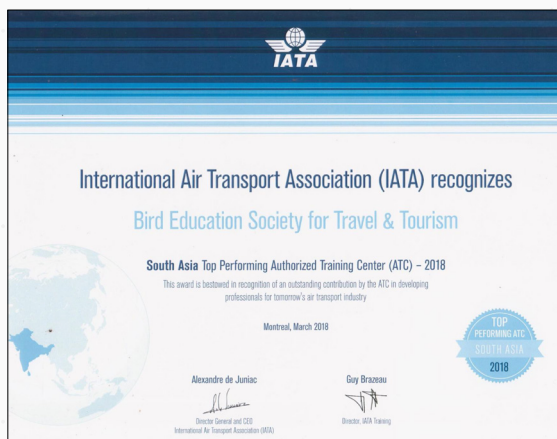 IATA
International Air Transport Association (IATA) recognizes
Bird Education Society for Travel & Tourism
South Asia Top Performing Authorized Training Center (ATC) – 2018
This award is bestowed in recognition of an outstanding contribution by the ATC in developing
professionals for tomorrow's air transport industry
Montreal, March 2018
TOP
PEFORMING ATC
SOUTH ASIA
2018
Alexandre de Juniac
Director General and CEO
International Air Transport Association (IATA)
Guy Brazeau
Director, IATA Training